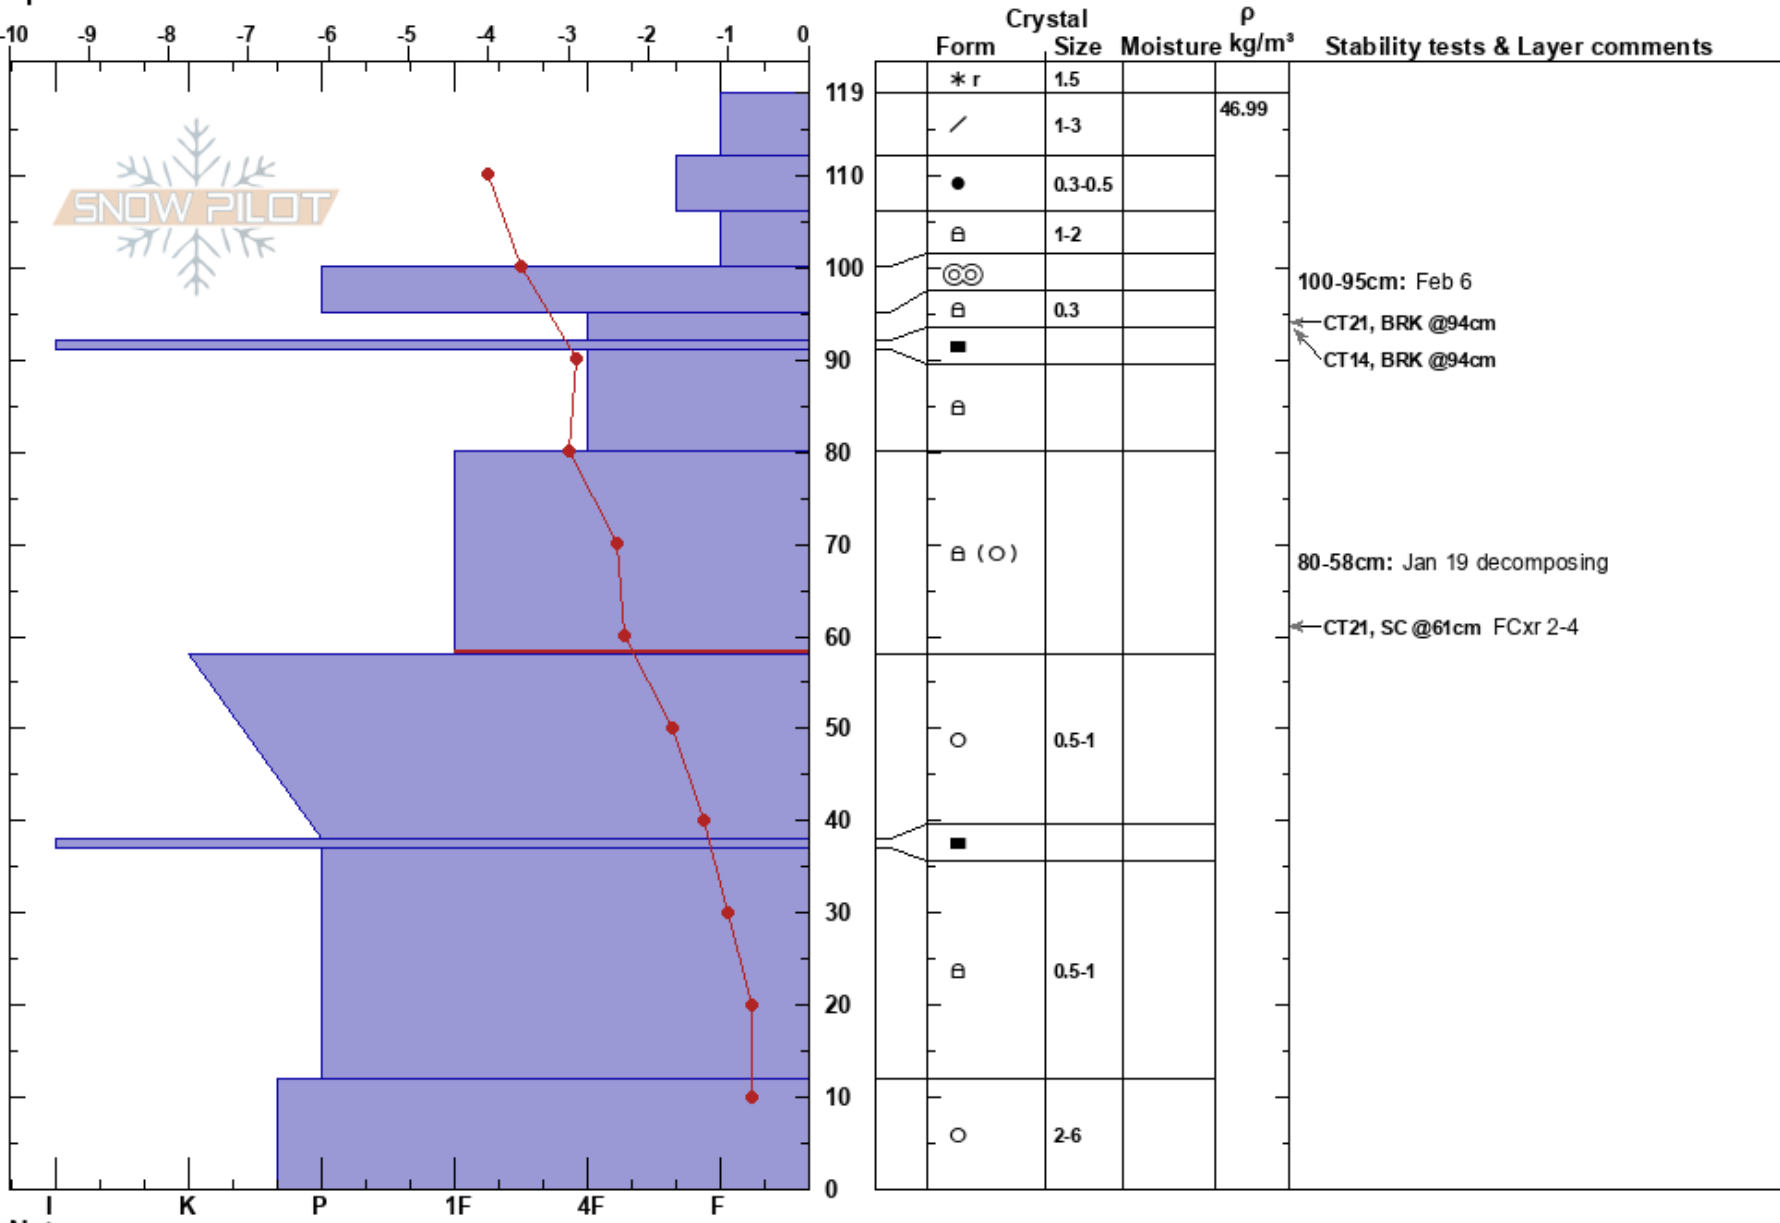 Crystal ρ
-10 -9 -8 -7 -6 -5 -4 -3 -2 -1 0 Form Size Moisture kg/m³ Stability tests & Layer comments
r 1.5
119 46.99
1-3
SNOW PILOT
110 0.3-0.5
1-2
100
100-95cm: Feb 6
0.3
CT21, BRK @94cm
90 CT14, BRK @94cm
80
70
( )
80-58cm: Jan 19 decomposing
60 CT21, SC @61cm FCxr 2-4
50
0.5-1
40
30
0.5-1
20
10
2-6
0
I K P 1F 4F F